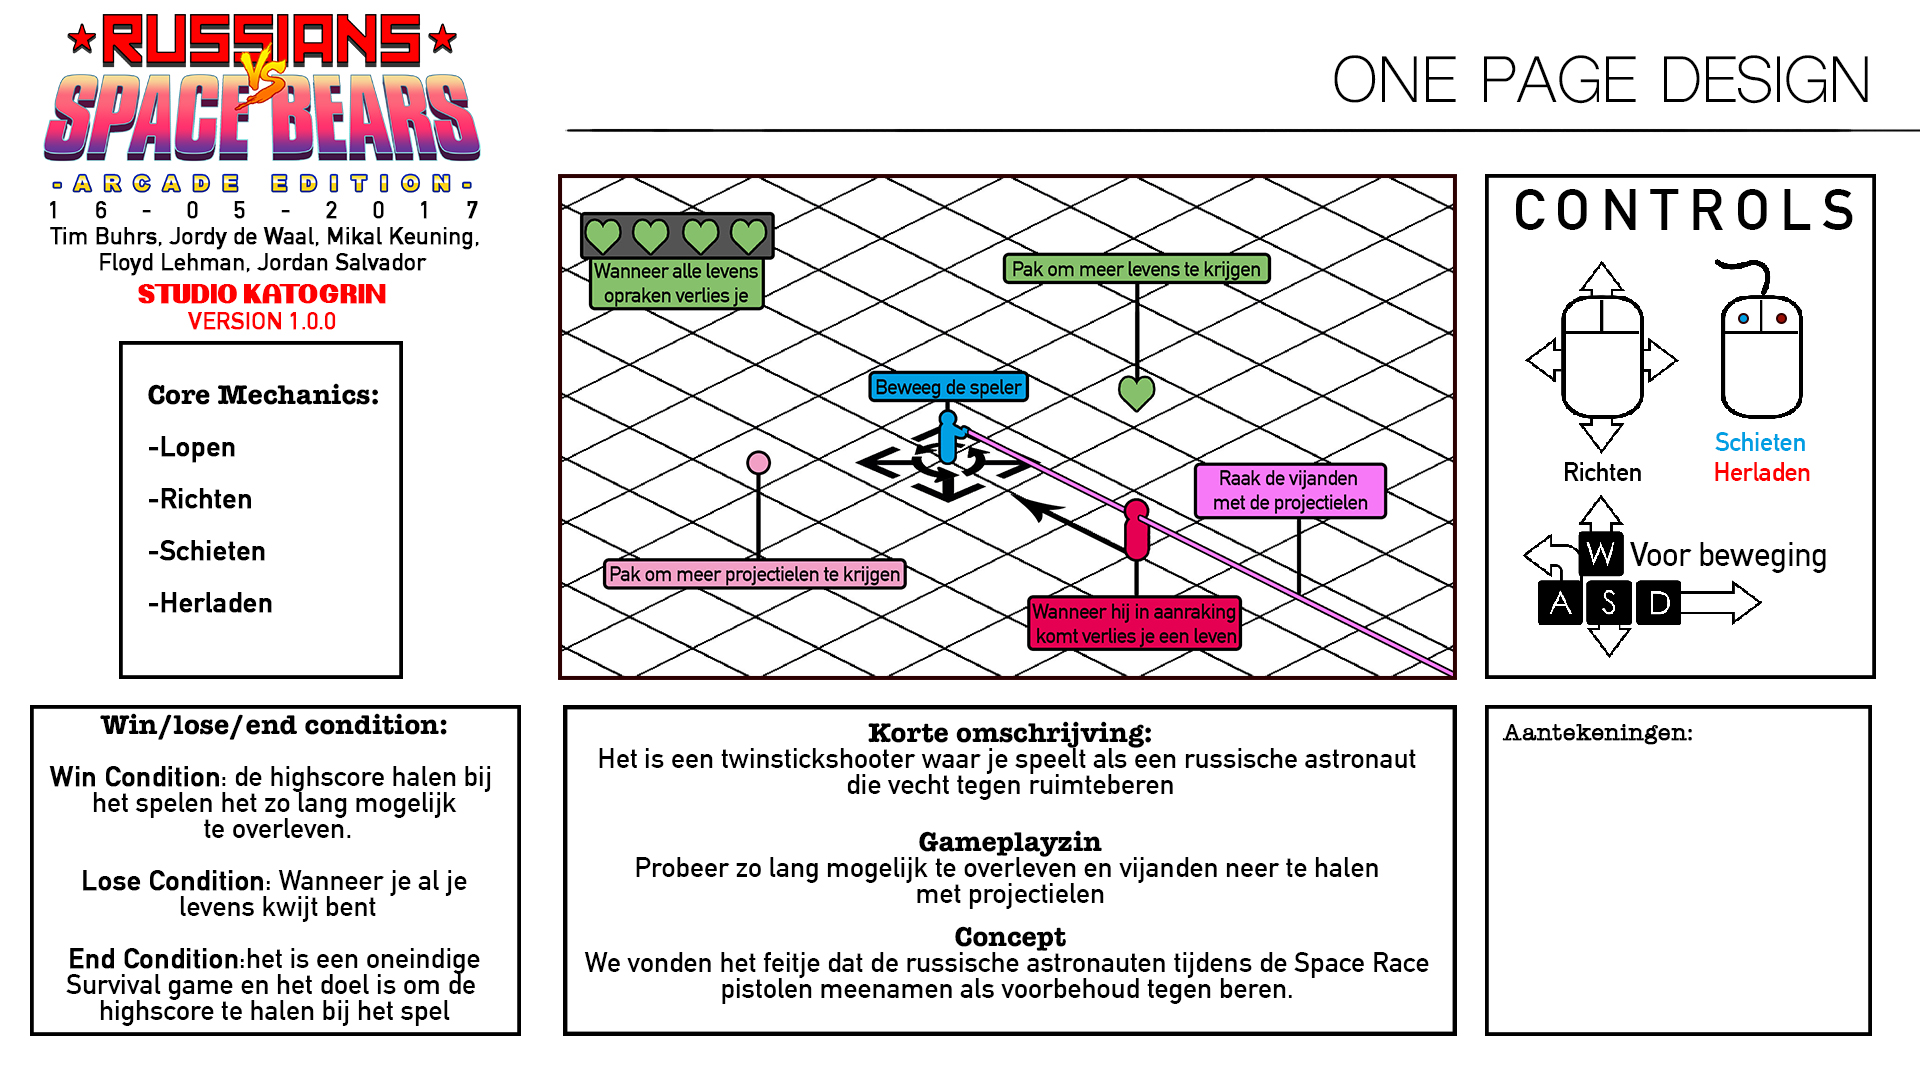 RUSSIANS
VS
SPACE BEARS
-ARCADE EDITION-
16-05-2017
Tim Buhrs, Jordy de Waal, Mikal Keuning,
Floyd Lehman, Jordan Salvador
STUDIO KATOGRIN
VERSION 1.0.0
ONE PAGE DESIGN
Core Mechanics:
-Lopen
-Richten
-Schieten
-Herladen
Wanneer alle levens
opraken verlies je
Pak om meer levens te krijgen
Beweeg de speler
Raak de vijanden
met de projectielen
Pak om meer projectielen te krijgen
Wanneer hij in aanraking
komt verlies je een leven
CONTROLS
Richten
Schieten
Herladen
W Voor beweging
A S D
Win/lose/end condition:
Win Condition: de highscore halen bij
het spelen het zo lang mogelijk
te overleven.
Lose Condition: Wanneer je al je
levens kwijt bent
End Condition:het is een oneindige
Survival game en het doel is om de
highscore te halen bij het spel
Korte omschrijving:
Het is een twinstickshooter waar je speelt als een russische astronaut
die vecht tegen ruimteberen
Gameplayzin
Probeer zo lang mogelijk te overleven en vijanden neer te halen
met projectielen
Concept
We vonden het feitje dat de russische astronauten tijdens de Space Race
pistolen meenamen als voorbehoud tegen beren.
Aantekeningen: